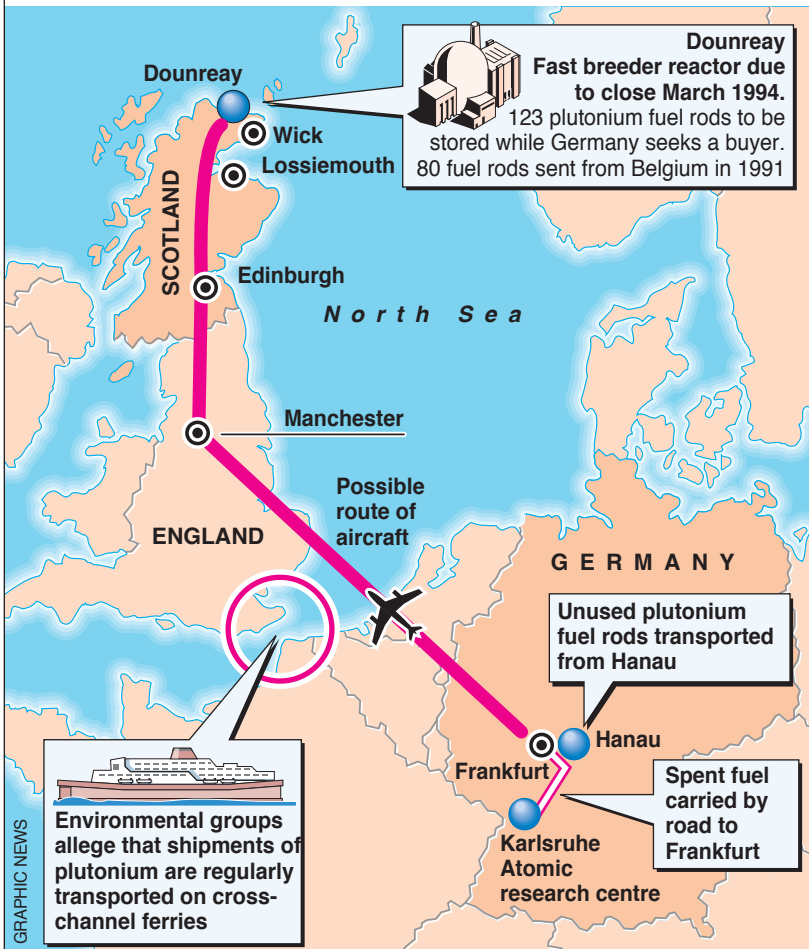 Dounreay
Fast breeder reactor due
to close March 1994.
123 plutonium fuel rods to be
stored while Germany seeks a buyer.
80 fuel rods sent from Belgium in 1991
Dounreay
Wick
Lossiemouth
SCOTLAND
Edinburgh
North Sea
Manchester
Possible
route of
aircraft
ENGLAND
GERMANY
Unused plutonium
fuel rods transported
from Hanau
Hanau
Frankfurt
Spent fuel
carried by
road to
Frankfurt
Karlsruhe
Atomic
research centre
Environmental groups
allege that shipments of
plutonium are regularly
transported on cross-
channel ferries
GRAPHIC NEWS